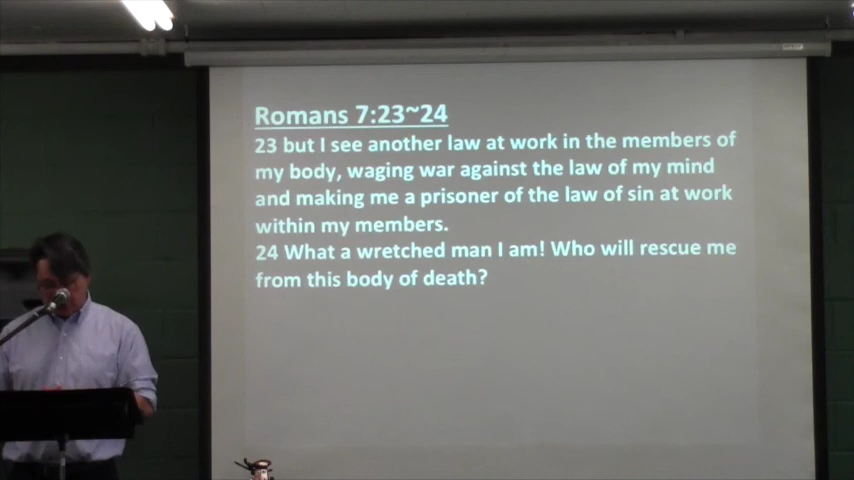 Romans 7:23~24
23 but I see another law at work in the members of
my body, waging war against the law of my mind
and making me a prisoner of the law of sin at work
within my members.
24 What a wretched man I am! Who will rescue me
from this body of death?